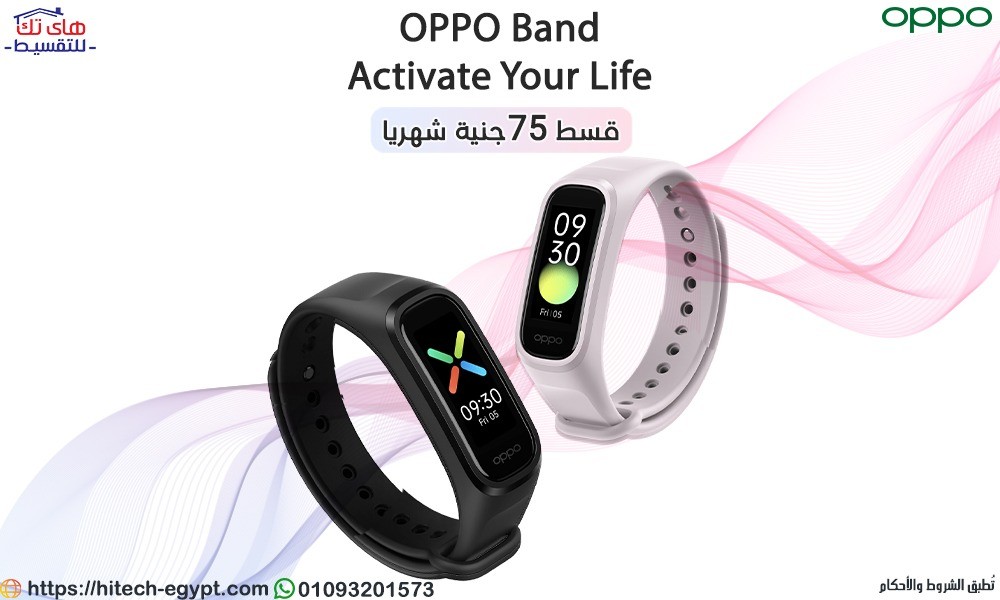 هاى تك
-للتقسيط-
oppo
OPPO Band
Activate Your Life
قسط 75جنية شهريا
09
30
Fri 05
oppo
09:30
Fri 05
oppo
https://hitech-egypt.com 01093201573
تُطبق الشروط والأحكام